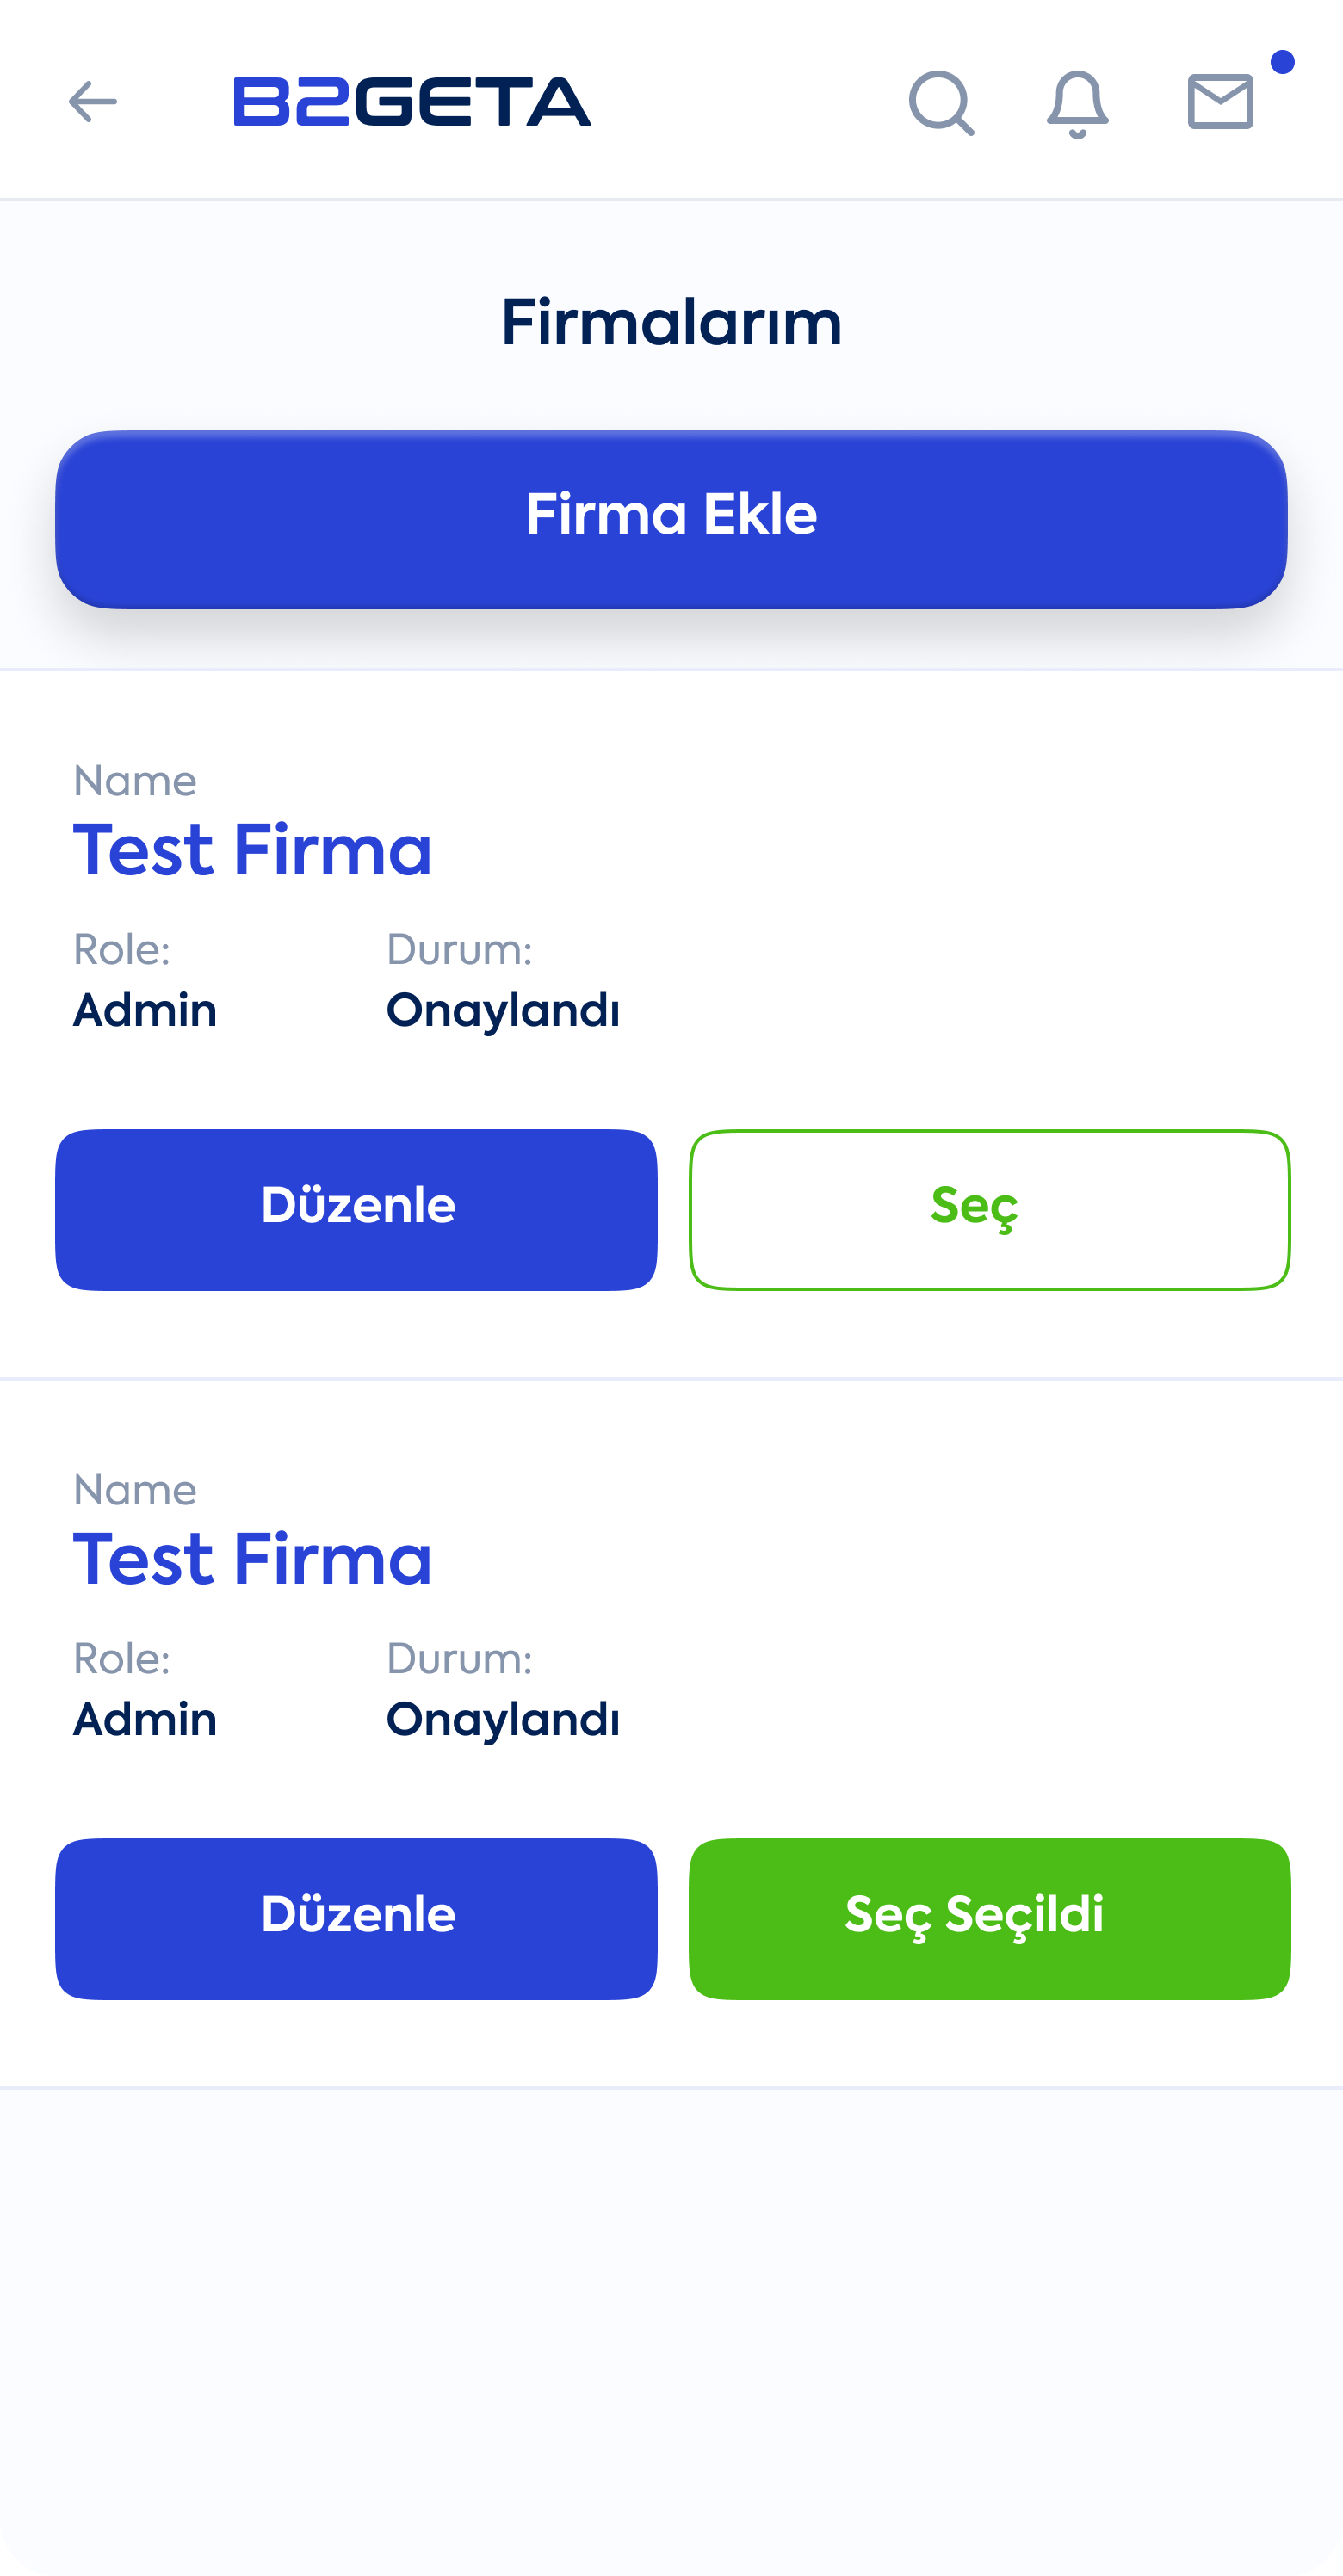 B2GETA
Firmalarım
Firma Ekle
Name
Test Firma
Role: Durum:
Admin Onaylandı
Düzenle Seç
Name
Test Firma
Role: Durum:
Admin Onaylandı
Düzenle Seç Seçildi